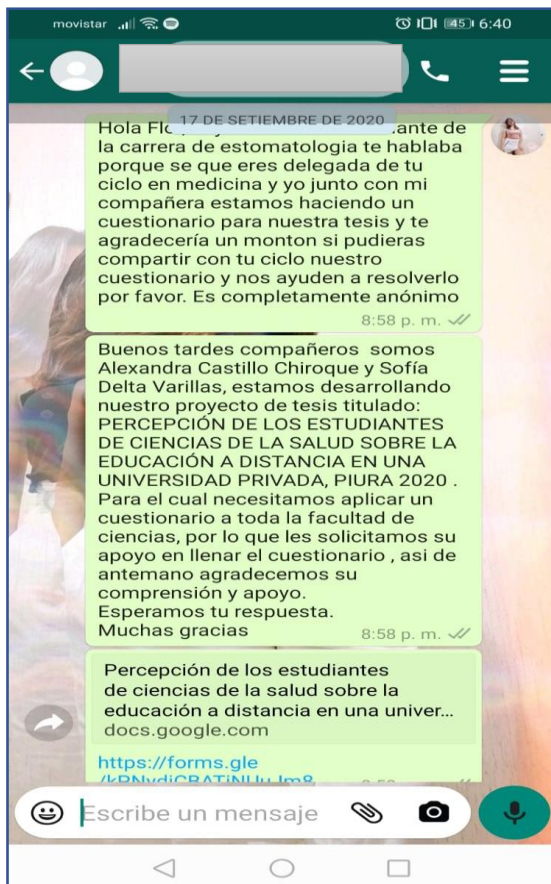 movistar 45 6:40
17 DE SETIEMBRE DE 2020
Hola ante de
la carrera de estomatologia te hablaba
porque se que eres delegada de tu
ciclo en medicina y yo junto con mi
compañera estamos haciendo un
cuestionario para nuestra tesis y te
agradecería un monton si pudieras
compartir con tu ciclo nuestro
cuestionario y nos ayuden a resolverlo
por favor. Es completamente anónimo
8:58 p. m.
Buenos tardes compañeros somos
Alexandra Castillo Chiroque y Sofía
Delta Varillas, estamos desarrollando
nuestro proyecto de tesis titulado:
PERCEPCIÓN DE LOS ESTUDIANTES
DE CIENCIAS DE LA SALUD SOBRE LA
EDUCACIÓN A DISTANCIA EN UNA
UNIVERSIDAD PRIVADA, PIURA 2020 .
Para el cual necesitamos aplicar un
cuestionario a toda la facultad de
ciencias, por lo que les solicitamos su
apoyo en llenar el cuestionario , asi de
antemano agradecemos su
comprensión y apoyo.
Esperamos tu respuesta.
Muchas gracias
8:58 p. m.
Percepción de los estudiantes
de ciencias de la salud sobre la
educación a distancia en una univer...
docs.google.com
https://forms.gle
Escribe un mensaje